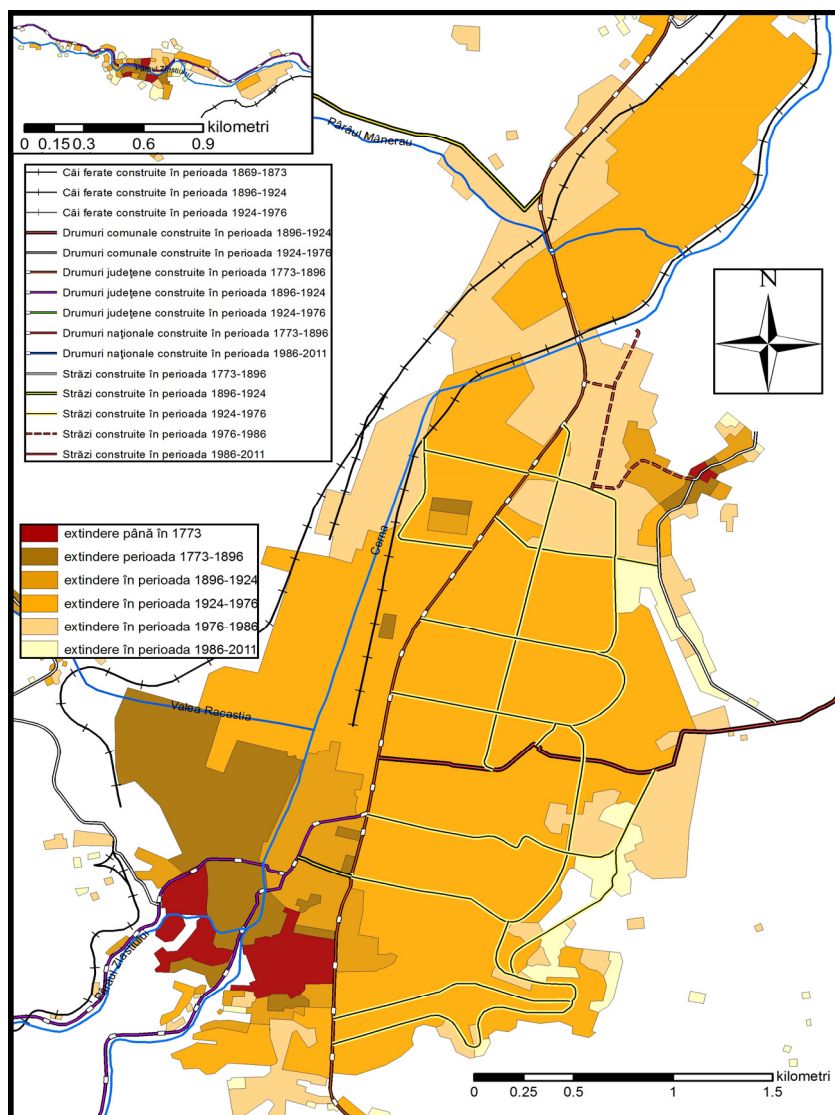 Pârâul Zlastiului
kilometri
0 0.15 0.3 0.6 0.9
Pârâul Mânerau
Căi ferate construite în perioada 1869-1873
Căi ferate construite în perioada 1896-1924
Căi ferate construite în perioada 1924-1976
Drumuri comunale construite în perioada 1896-1924
Drumuri comunale construite în perioada 1924-1976
Drumuri județene construite în perioada 1773-1896
Drumuri județene construite în perioada 1896-1924
Drumuri județene construite în perioada 1924-1976
Drumuri naționale construite în perioada 1773-1896
Drumuri naționale construite în perioada 1986-2011
Străzi construite în perioada 1773-1896
Străzi construite în perioada 1896-1924
Străzi construite în perioada 1924-1976
Străzi construite în perioada 1976-1986
Străzi construite în perioada 1986-2011
N
extindere până în 1773
extindere perioada 1773-1896
extindere în perioada 1896-1924
extindere în perioada 1924-1976
extindere în perioada 1976-1986
extindere în perioada 1986-2011
Cerna
Valea Racastia
Pârâul Zlastiului
kilometri
0 0.25 0.5 1 1.5